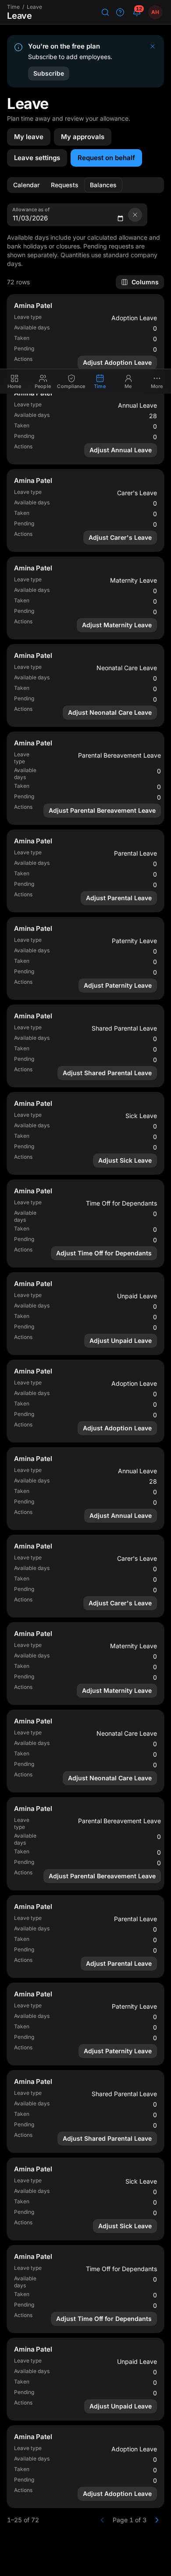 Time / Leave
Leave
12
AH
You're on the free plan
Subscribe to add employees.
Subscribe
Leave
Plan time away and review your allowance.
My leave
My approvals
Leave settings
Request on behalf
Calendar
Requests
Balances
Allowance as of
11/03/2026
Available days include your calculated allowance and
bank holidays or closures. Pending requests are
shown separately. Unlimited quantities use standard
days.
72 rows
Columns
Amina Patel
Leave type
Adoption Leave
Available days
0
Taken
0
Pending
0
Actions
Adjust Adoption Leave
Home
People
Compliance
Time
Me
More
Amina Patel
Leave type
Annual Leave
Available days
28
Taken
0
Pending
0
Actions
Adjust Annual Leave
Amina Patel
Leave type
Carer's Leave
Available days
0
Taken
0
Pending
0
Actions
Adjust Carer's Leave
Amina Patel
Leave type
Maternity Leave
Available days
0
Taken
0
Pending
0
Actions
Adjust Maternity Leave
Amina Patel
Leave type
Neonatal Care Leave
Available days
0
Taken
0
Pending
0
Actions
Adjust Neonatal Care Leave
Amina Patel
Leave
type
Parental Bereavement Leave
Available
days
0
Taken
0
Pending
0
Actions
Adjust Parental Bereavement Leave
Amina Patel
Leave type
Parental Leave
Available days
0
Taken
0
Pending
0
Actions
Adjust Parental Leave
Amina Patel
Leave type
Paternity Leave
Available days
0
Taken
0
Pending
0
Actions
Adjust Paternity Leave
Amina Patel
Leave type
Shared Parental Leave
Available days
0
Taken
0
Pending
0
Actions
Adjust Shared Parental Leave
Amina Patel
Leave type
Sick Leave
Available days
0
Taken
0
Pending
0
Actions
Adjust Sick Leave
Amina Patel
Leave type
Time Off for Dependants
Available
days
0
Taken
0
Pending
0
Actions
Adjust Time Off for Dependants
Amina Patel
Leave type
Unpaid Leave
Available days
0
Taken
0
Pending
0
Actions
Adjust Unpaid Leave
Amina Patel
Leave type
Adoption Leave
Available days
0
Taken
0
Pending
0
Actions
Adjust Adoption Leave
Amina Patel
Leave type
Annual Leave
Available days
28
Taken
0
Pending
0
Actions
Adjust Annual Leave
Amina Patel
Leave type
Carer's Leave
Available days
0
Taken
0
Pending
0
Actions
Adjust Carer's Leave
Amina Patel
Leave type
Maternity Leave
Available days
0
Taken
0
Pending
0
Actions
Adjust Maternity Leave
Amina Patel
Leave type
Neonatal Care Leave
Available days
0
Taken
0
Pending
0
Actions
Adjust Neonatal Care Leave
Amina Patel
Leave
type
Parental Bereavement Leave
Available
days
0
Taken
0
Pending
0
Actions
Adjust Parental Bereavement Leave
Amina Patel
Leave type
Parental Leave
Available days
0
Taken
0
Pending
0
Actions
Adjust Parental Leave
Amina Patel
Leave type
Paternity Leave
Available days
0
Taken
0
Pending
0
Actions
Adjust Paternity Leave
Amina Patel
Leave type
Shared Parental Leave
Available days
0
Taken
0
Pending
0
Actions
Adjust Shared Parental Leave
Amina Patel
Leave type
Sick Leave
Available days
0
Taken
0
Pending
0
Actions
Adjust Sick Leave
Amina Patel
Leave type
Time Off for Dependants
Available
days
0
Taken
0
Pending
0
Actions
Adjust Time Off for Dependants
Amina Patel
Leave type
Unpaid Leave
Available days
0
Taken
0
Pending
0
Actions
Adjust Unpaid Leave
Amina Patel
Leave type
Adoption Leave
Available days
0
Taken
0
Pending
0
Actions
Adjust Adoption Leave
1–25 of 72
Page 1 of 3